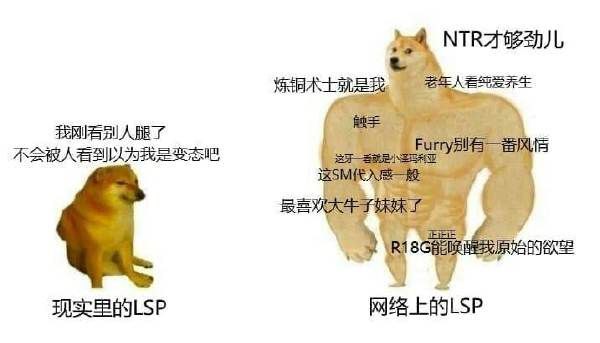 NTR才够劲儿
炼铜术士就是我
老年人看纯爱养生
触手
我刚看别人腿了
不会被人看到以为我是变态吧
Furry别有一番风情
这牙一看就是小泽玛利亚
这SM代入感一般
最喜欢大牛子妹妹了
正正正
R18G能唤醒我原始的欲望
现实里的LSP
网络上的LSP